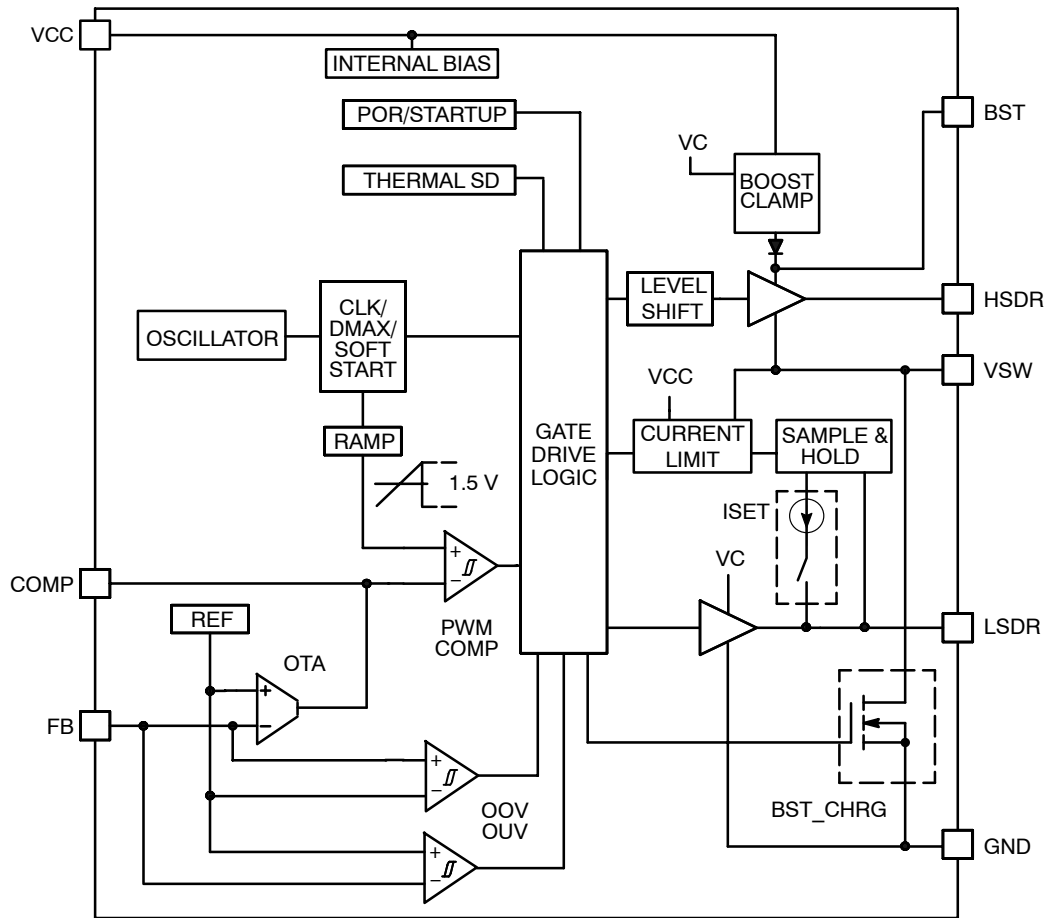 VCC
INTERNAL BIAS
POR/STARTUP
BST
VC
BOOST
CLAMP
THERMAL SD
LEVEL
SHIFT
HSDR
OSCILLATOR
CLK/
DMAX/
SOFT
START
VSW
VCC
RAMP
GATE
DRIVE
LOGIC
CURRENT
LIMIT
SAMPLE &
HOLD
1.5 V
ISET
+
−
VC
COMP
REF
PWM
COMP
LSDR
OTA
+
−
FB
+
−
OOV
OUV
BST_CHRG
+
−
GND